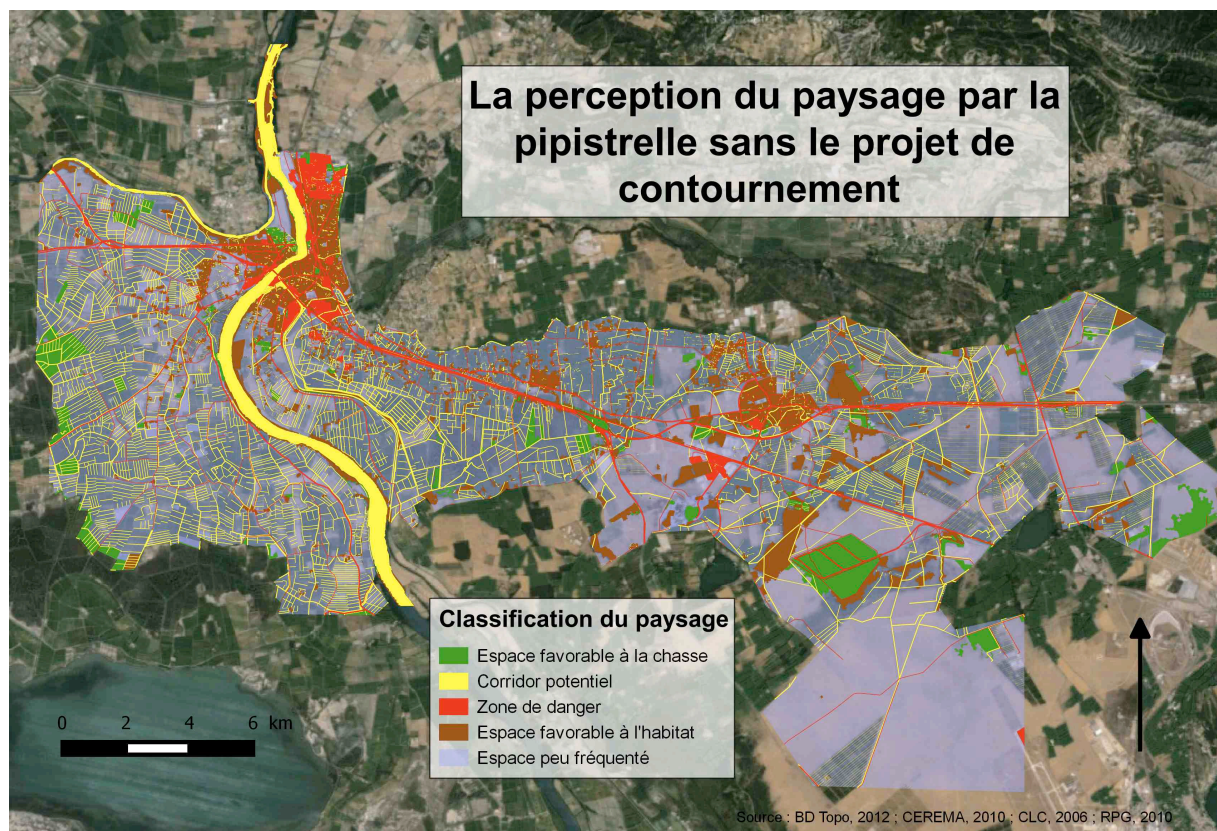 La perception du paysage par la
pipistrelle sans le projet de
contournement
Classification du paysage
Espace favorable à la chasse
Corridor potentiel
Zone de danger
Espace favorable à l'habitat
Espace peu fréquenté
0 2 4 6 km
Source : BD Topo, 2012 ; CEREMA, 2010 ; CLC, 2006 ; RPG, 2010